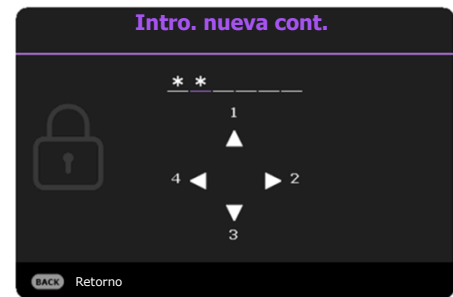 Intro. nueva cont.
* * _ _ _ _
1
4 2
3
BACK Retorno